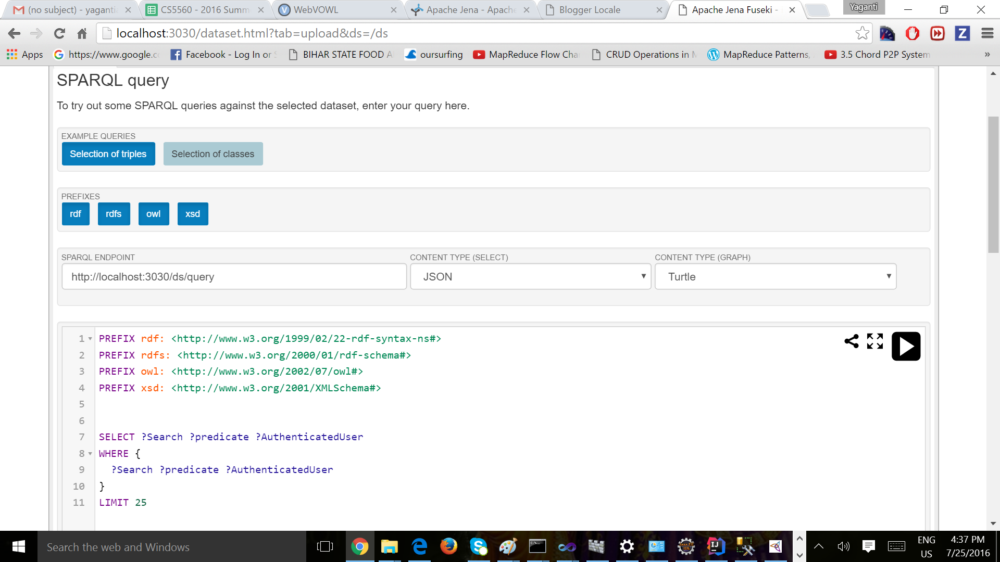 (no subject) - yaganti
CS5560 - 2016 Summ
WebVOWL
Apache Jena - Apache
Blogger Locale
Apache Jena Fuseki -
Yaganti
localhost:3030/dataset.html?tab=upload&ds=/ds
Apps
https://www.google.c
Facebook - Log In or
BIHAR STATE FOOD
oursurfing
MapReduce Flow Cha
CRUD Operations in
MapReduce Patterns,
3.5 Chord P2P System
»
SPARQL query
To try out some SPARQL queries against the selected dataset, enter your query here.
EXAMPLE QUERIES
Selection of triples
Selection of classes
PREFIXES
rdf
rdfs
owl
xsd
SPARQL ENDPOINT
CONTENT TYPE (SELECT)
CONTENT TYPE (GRAPH)
http://localhost:3030/ds/query
JSON
Turtle
1 PREFIX rdf: <http://www.w3.org/1999/02/22-rdf-syntax-ns#>
2 PREFIX rdfs: <http://www.w3.org/2000/01/rdf-schema#>
3 PREFIX owl: <http://www.w3.org/2002/07/owl#>
4 PREFIX xsd: <http://www.w3.org/2001/XMLSchema#>
5
6
7 SELECT ?Search ?predicate ?AuthenticatedUser
8 WHERE {
9 ?Search ?predicate ?AuthenticatedUser
10 }
11 LIMIT 25
Search the web and Windows
ENG
US
4:37 PM
7/25/2016